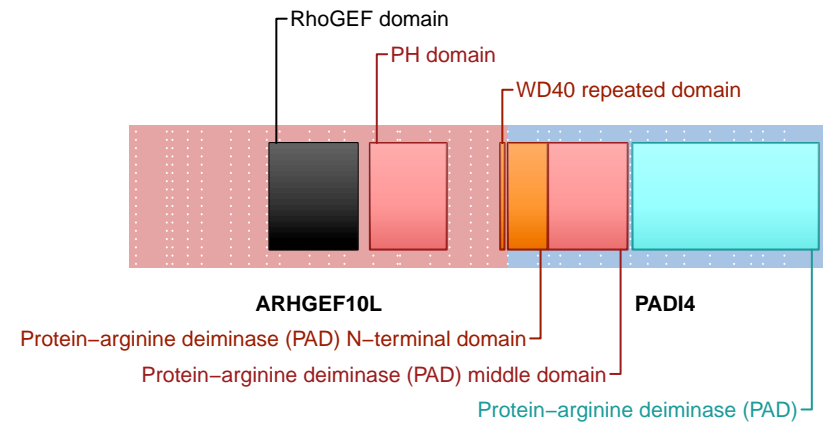 RhoGEF domain
PH domain
WD40 repeated domain
ARHGEF10L
PADI4
Protein−arginine deiminase (PAD) N−terminal domain
Protein−arginine deiminase (PAD) middle domain
Protein−arginine deiminase (PAD)